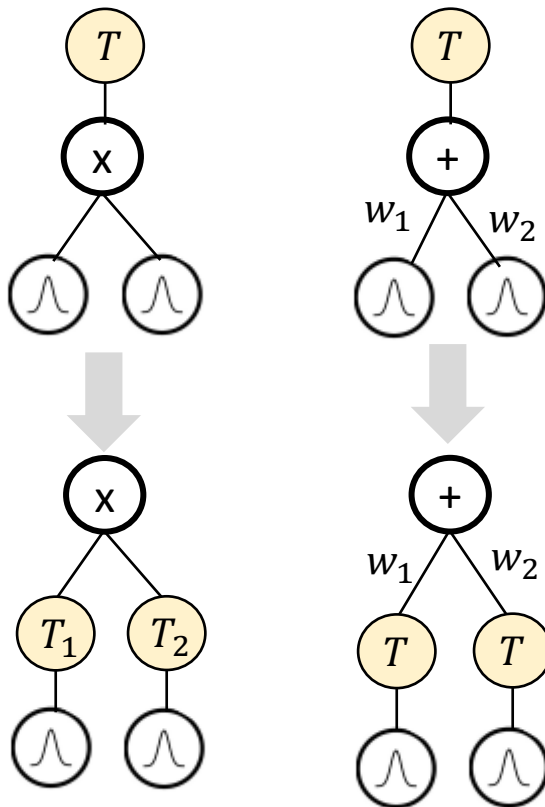 T T
x +
w₁ w₂
x +
w₁ w₂
T₁ T₂ T T